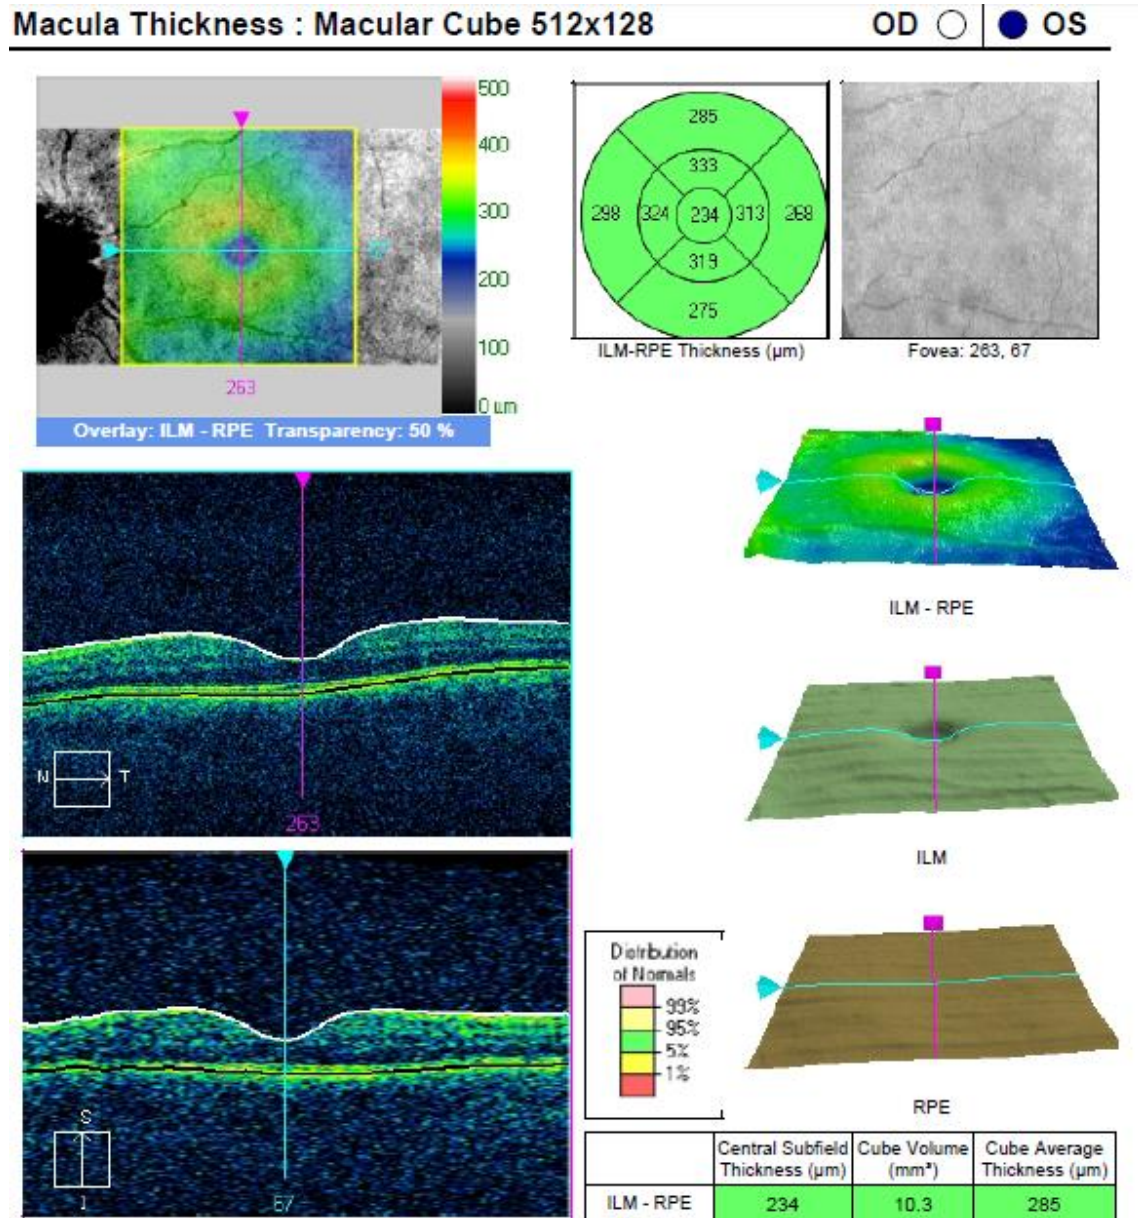 Macula Thickness : Macular Cube 512x128
OD OS
500
400
300
200
100
0 um
67
263
Overlay: ILM - RPE Transparency: 50 %
285
333
298 324 234 313 268
319
275
ILM-RPE Thickness (µm)
Fovea: 263, 67
ILM - RPE
N T
263
ILM
S
I
67
Distribution
of Normals
99%
95%
5%
1%
RPE
Central Subfield Thickness (µm) Cube Volume (mm³) Cube Average Thickness (µm)
ILM - RPE 234 10.3 285